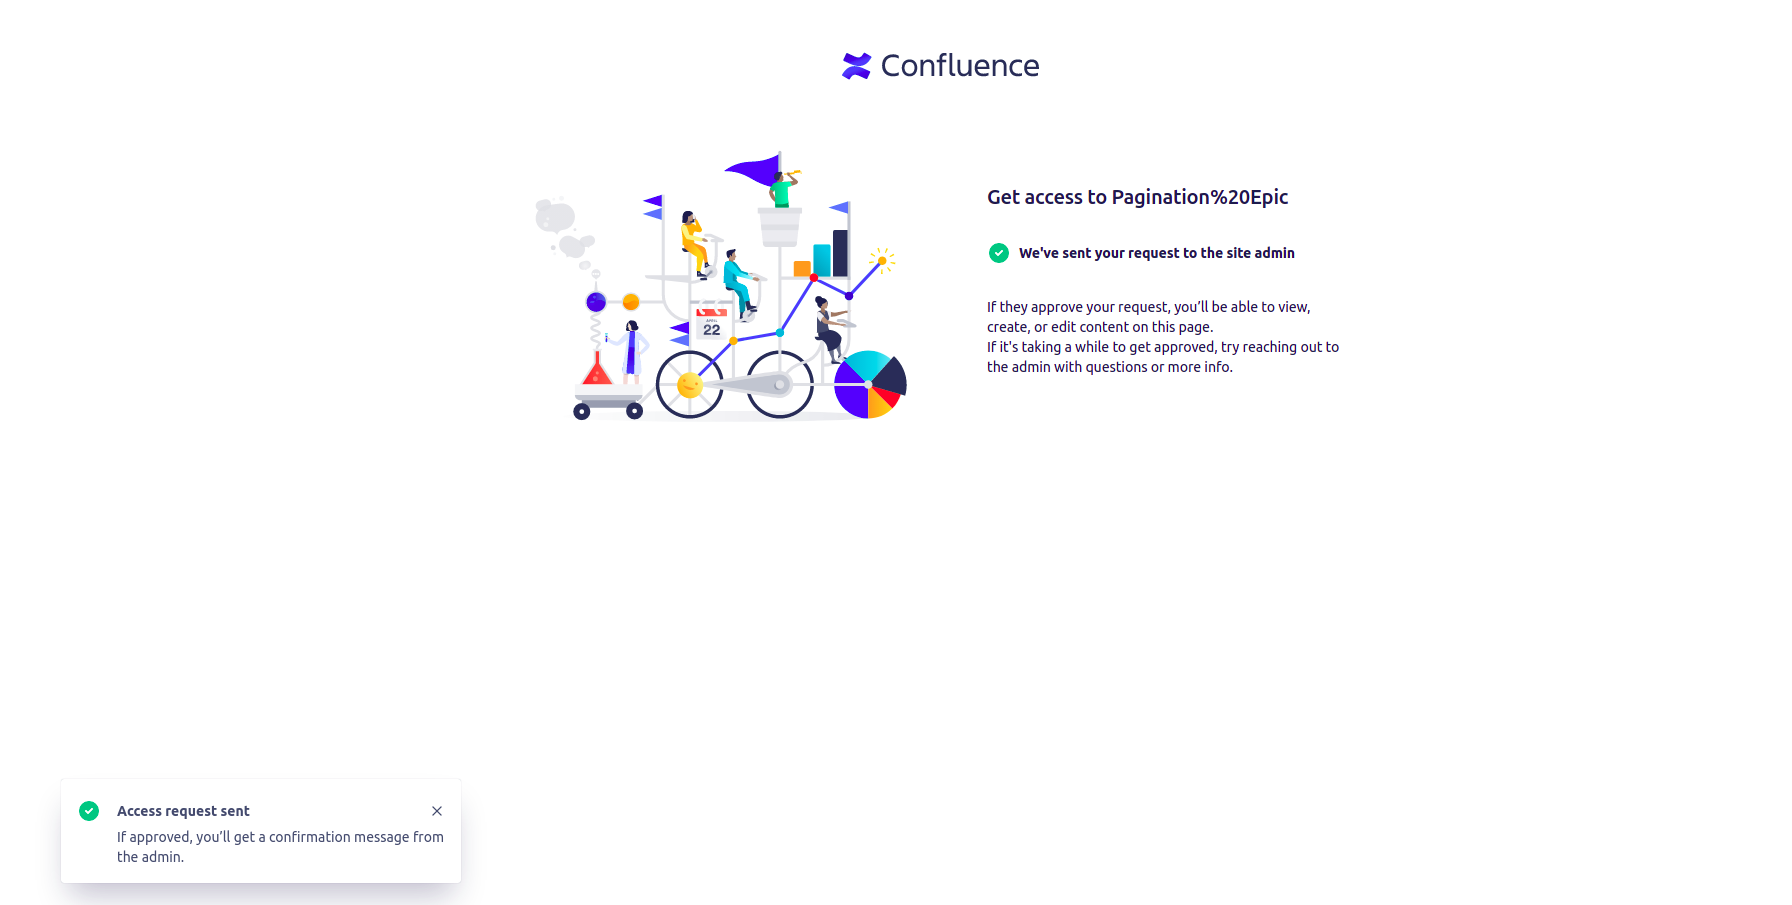 Confluence
Get access to Pagination%20Epic
We've sent your request to the site admin
If they approve your request, you’ll be able to view,
create, or edit content on this page.
If it's taking a while to get approved, try reaching out to
the admin with questions or more info.
APRIL
22
Access request sent
If approved, you’ll get a confirmation message from
the admin.